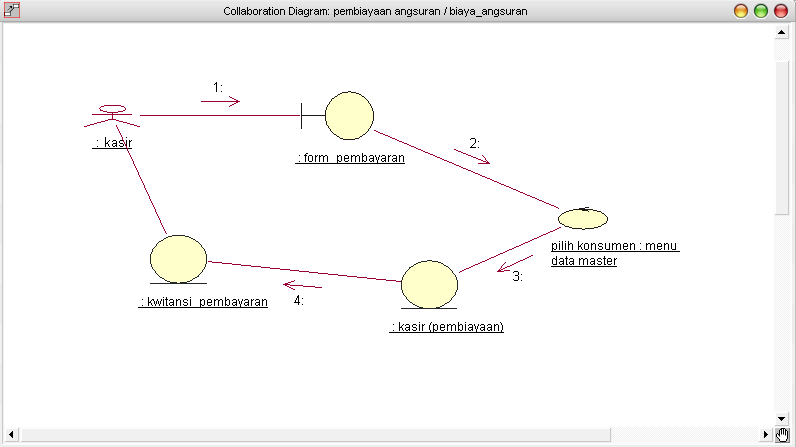 Collaboration Diagram: pembiayaan angsuran / biaya_angsuran
1:
: kasir
: form_pembayaran
2:
pilih konsumen : menu
data master
3:
: kwitansi_pembayaran
4:
: kasir (pembiayaan)